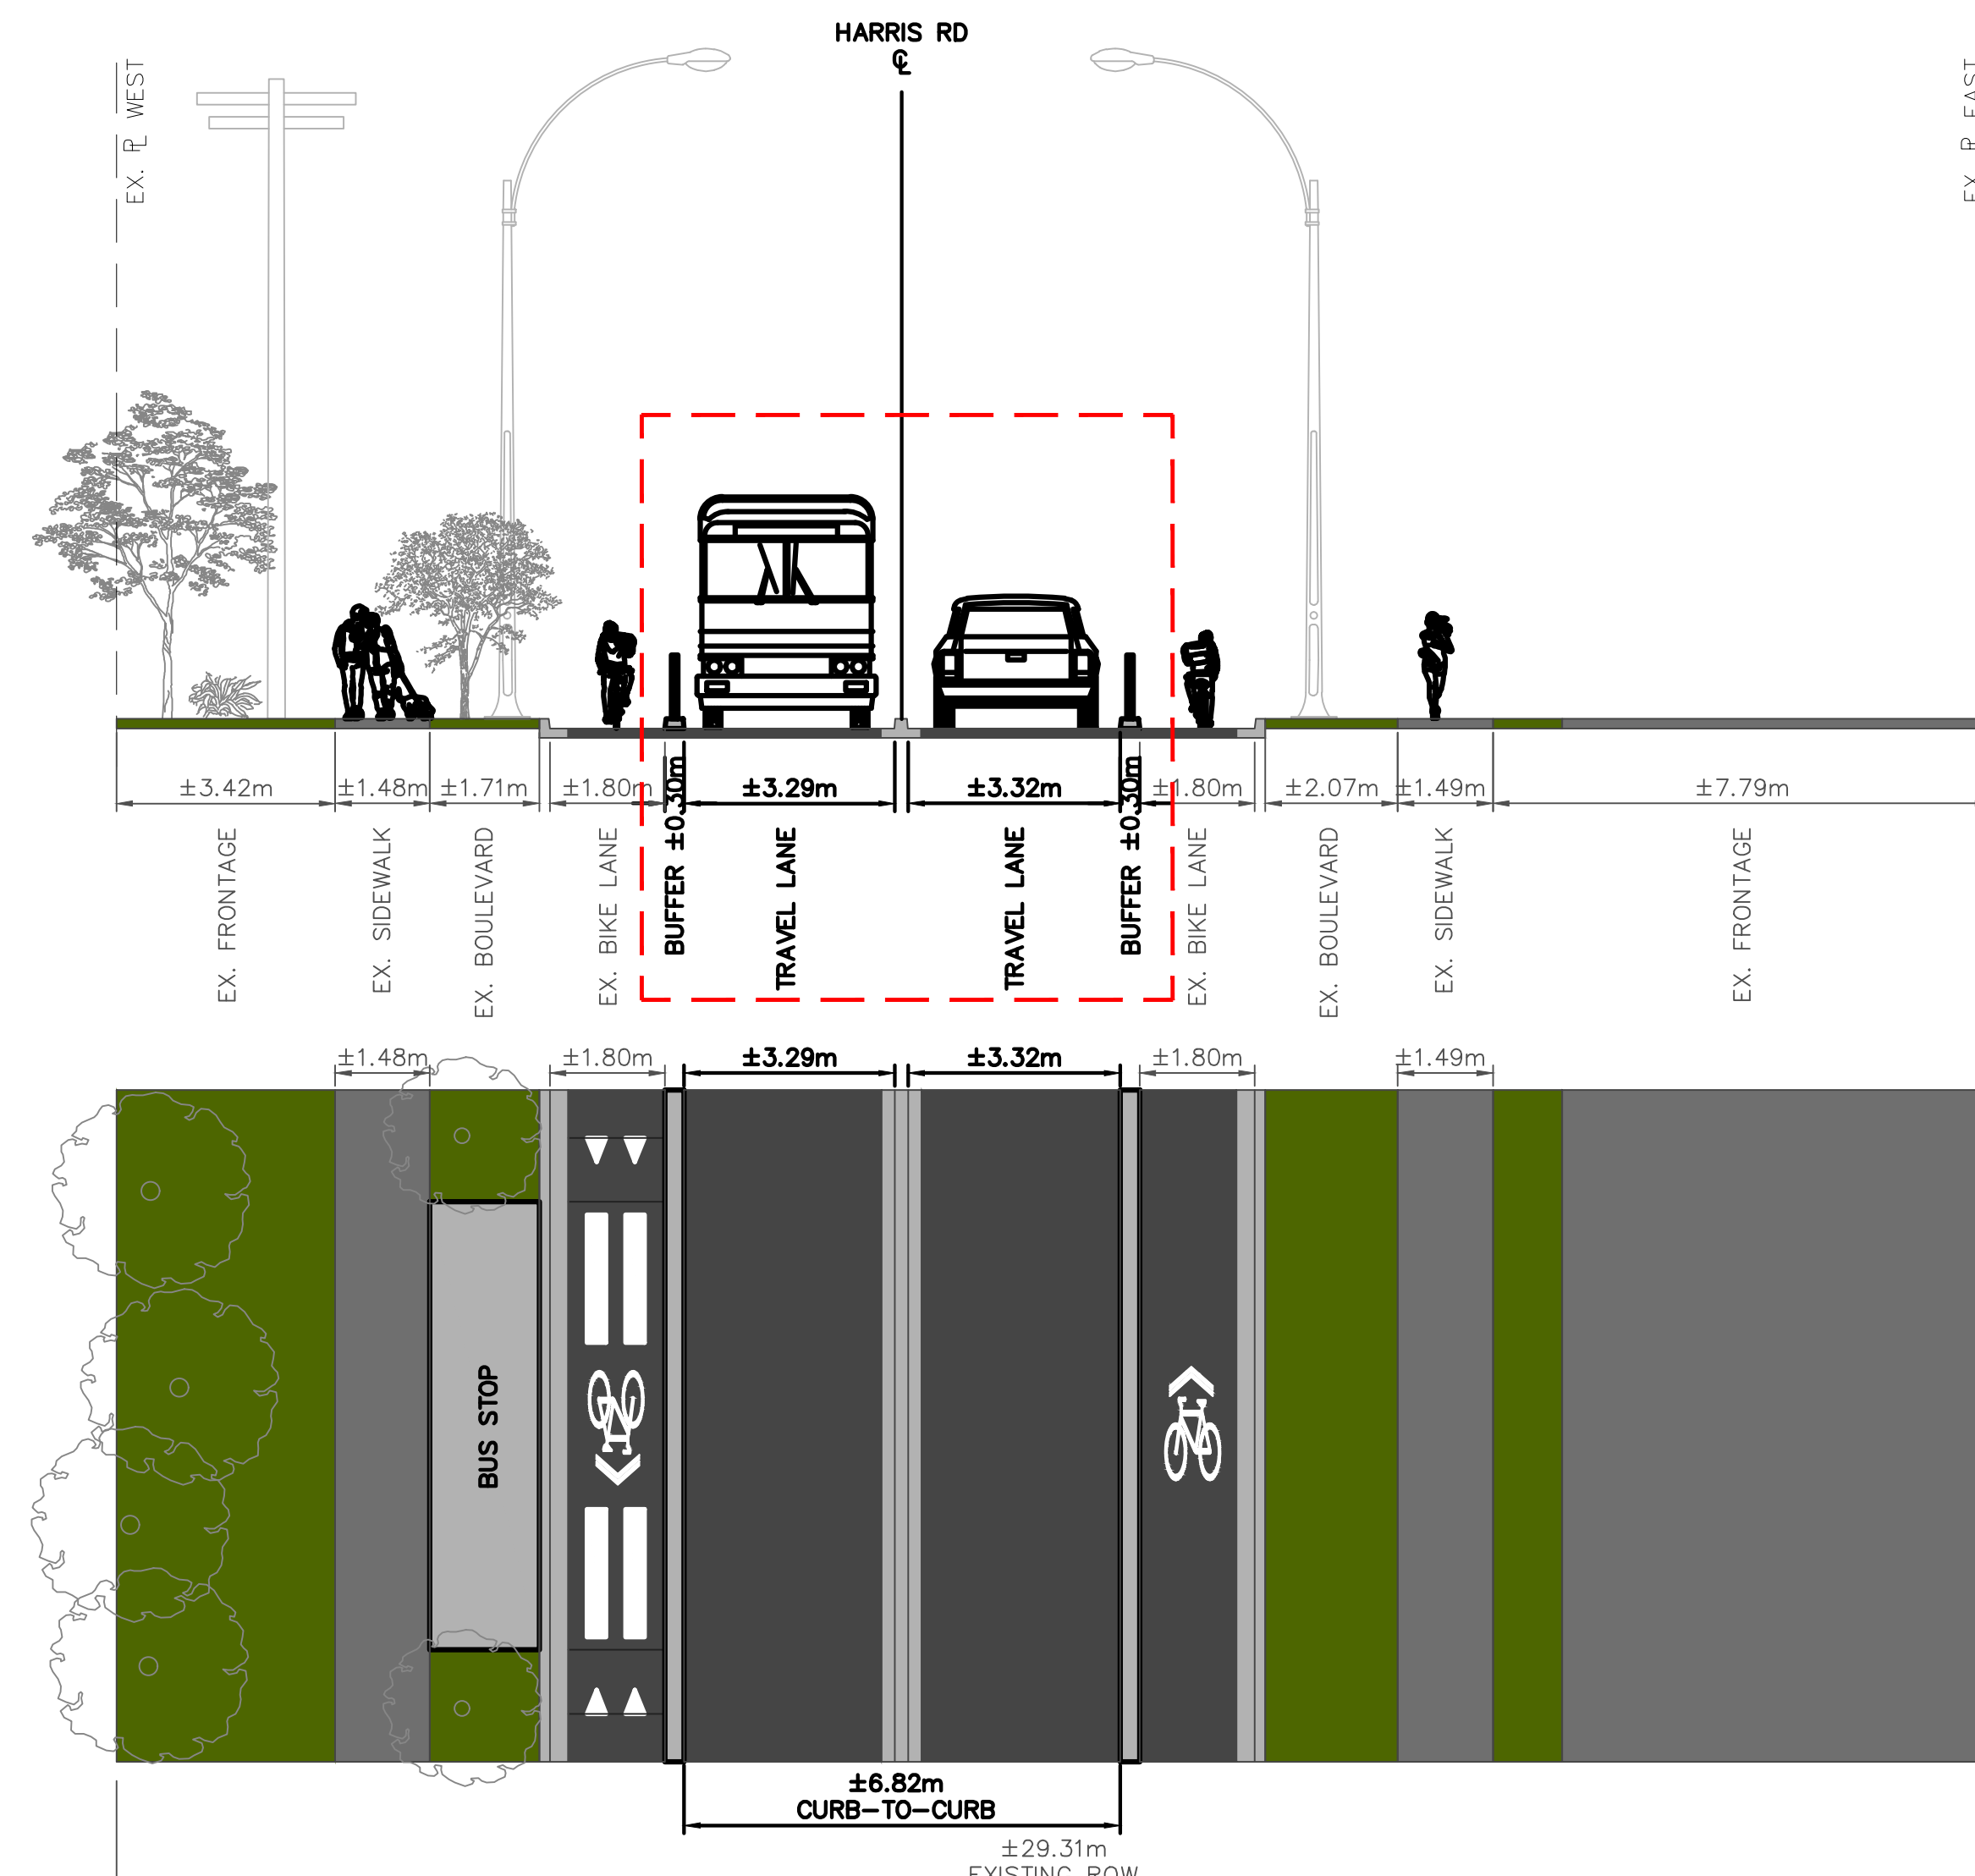 HARRIS RD
℄
EX. ⅊ WEST
EX. ⅊ EAST
±3.42m
±1.48m
±1.71m
±1.80m
BUFFER ±0.30m
±3.29m
±3.32m
BUFFER ±0.30m
±1.80m
±2.07m
±1.49m
±7.79m
EX. FRONTAGE
EX. SIDEWALK
EX. BOULEVARD
EX. BIKE LANE
TRAVEL LANE
TRAVEL LANE
EX. BIKE LANE
EX. BOULEVARD
EX. SIDEWALK
EX. FRONTAGE
±1.48m
±1.80m
±3.29m
±3.32m
±1.80m
±1.49m
BUS STOP
±6.82m
CURB-TO-CURB
±29.31m
EXISTING ROW